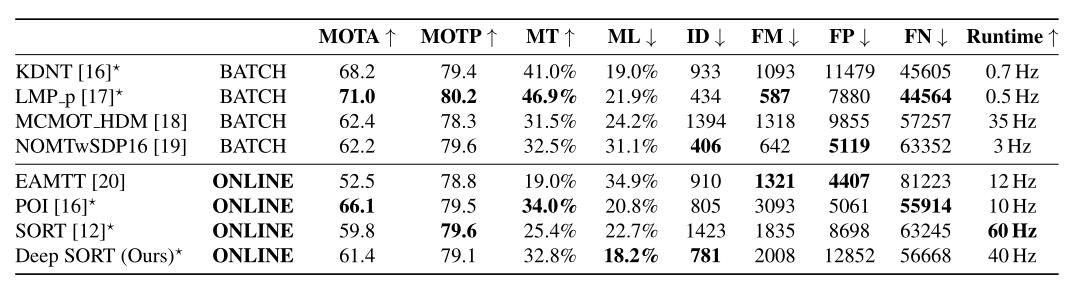 MOTA ↑ MOTP ↑ MT ↑ ML ↓ ID ↓ FM ↓ FP ↓ FN ↓ Runtime ↑
KDNT [16]⋆ BATCH 68.2 79.4 41.0% 19.0% 933 1093 11479 45605 0.7 Hz
LMP_p [17]⋆ BATCH 71.0 80.2 46.9% 21.9% 434 587 7880 44564 0.5 Hz
MCMOT_HDM [18] BATCH 62.4 78.3 31.5% 24.2% 1394 1318 9855 57257 35 Hz
NOMTwSDP16 [19] BATCH 62.2 79.6 32.5% 31.1% 406 642 5119 63352 3 Hz
EAMTT [20] ONLINE 52.5 78.8 19.0% 34.9% 910 1321 4407 81223 12 Hz
POI [16]⋆ ONLINE 66.1 79.5 34.0% 20.8% 805 3093 5061 55914 10 Hz
SORT [12]⋆ ONLINE 59.8 79.6 25.4% 22.7% 1423 1835 8698 63245 60 Hz
Deep SORT (Ours)⋆ ONLINE 61.4 79.1 32.8% 18.2% 781 2008 12852 56668 40 Hz